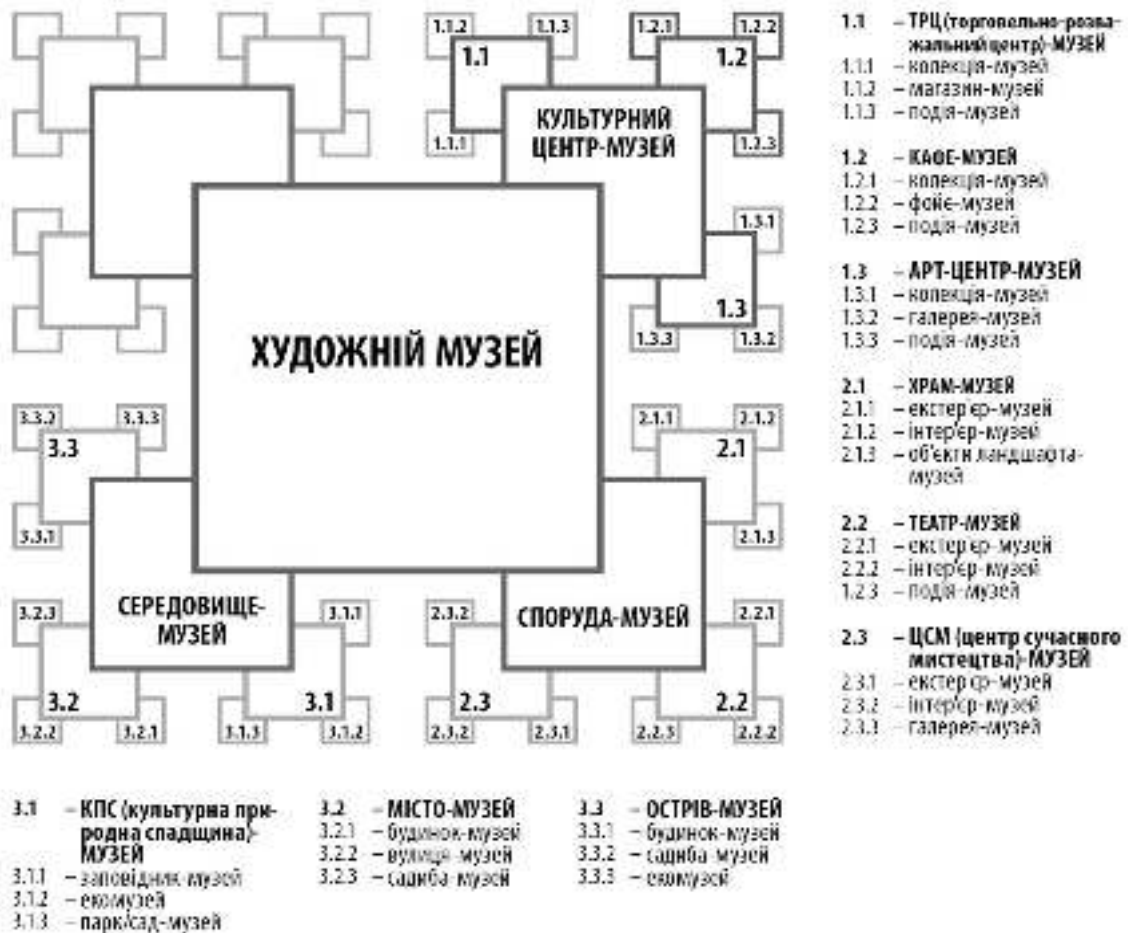 1.1.2
1.1.3
1.1
1.1.1
1.2.1
1.2.2
1.2
1.2.3
КУЛЬТУРНИЙ
ЦЕНТР-МУЗЕЙ
1.3.1
1.3
1.3.3
1.3.2
ХУДОЖНІЙ МУЗЕЙ
3.3.2
3.3.3
3.3
3.3.1
2.1.1
2.1.2
2.1
2.1.3
СЕРЕДОВИЩЕ-
МУЗЕЙ
СПОРУДА-МУЗЕЙ
3.2.3
3.1.1
2.3.2
2.2.1
3.2
3.1
2.3
2.2
3.2.2
3.2.1
3.1.3
3.1.2
2.3.2
2.3.1
2.2.3
2.2.2
1.1 – ТРЦ (торговельно-розва-
жальний центр)-МУЗЕЙ
1.1.1 – колекція-музей
1.1.2 – магазин-музей
1.1.3 – подія-музей
1.2 – КАФЕ-МУЗЕЙ
1.2.1 – колекція-музей
1.2.2 – фойє-музей
1.2.3 – подія-музей
1.3 – АРТ-ЦЕНТР-МУЗЕЙ
1.3.1 – колекція-музей
1.3.2 – галерея-музей
1.3.3 – подія-музей
2.1 – ХРАМ-МУЗЕЙ
2.1.1 – екстер'єр-музей
2.1.2 – інтер'єр-музей
2.1.3 – об'єкти ландшафта-
музей
2.2 – ТЕАТР-МУЗЕЙ
2.2.1 – екстер'єр-музей
2.2.2 – інтер'єр-музей
1.2.3 – подія-музей
2.3 – ЦСМ (центр сучасного
мистецтва)-МУЗЕЙ
2.3.1 – екстер'єр-музей
2.3.2 – інтер'єр-музей
2.3.3 – галерея-музей
3.1 – КПС (культурна при-
родна спадщина)-
МУЗЕЙ
3.1.1 – заповідник-музей
3.1.2 – екомузей
3.1.3 – парк/сад-музей
3.2 – МІСТО-МУЗЕЙ
3.2.1 – будинок-музей
3.2.2 – вулиця-музей
3.2.3 – садиба-музей
3.3 – ОСТРІВ-МУЗЕЙ
3.3.1 – будинок-музей
3.3.2 – садиба-музей
3.3.3 – екомузей